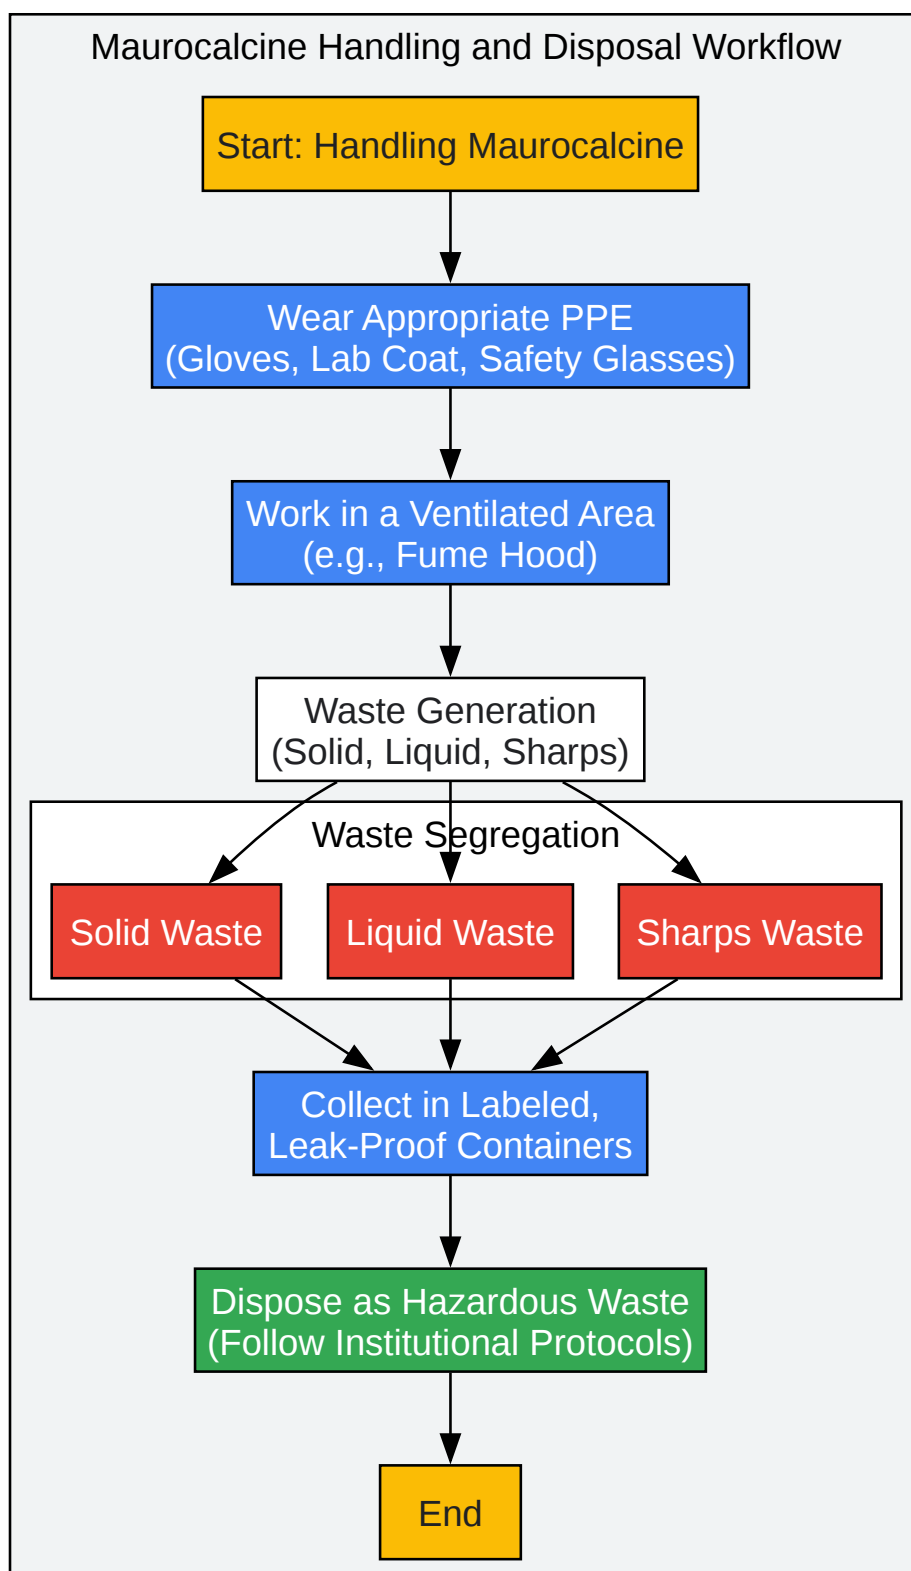 Maurocalcine Handling and Disposal Workflow
Start: Handling Maurocalcine
Wear Appropriate PPE
(Gloves, Lab Coat, Safety Glasses)
Work in a Ventilated Area
(e.g., Fume Hood)
Waste Generation
(Solid, Liquid, Sharps)
Waste Segregation
Solid Waste
Liquid Waste
Sharps Waste
Collect in Labeled,
Leak-Proof Containers
Dispose as Hazardous Waste
(Follow Institutional Protocols)
End